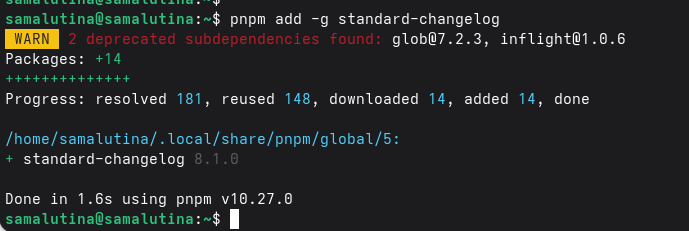 samalutina@samalutina:~$
samalutina@samalutina:~$ pnpm add -g standard-changelog
WARN 2 deprecated subdependencies found: glob@7.2.3, inflight@1.0.6
Packages: +14
++++++++++++++
Progress: resolved 181, reused 148, downloaded 14, added 14, done
/home/samalutina/.local/share/pnpm/global/5:
+ standard-changelog 8.1.0
Done in 1.6s using pnpm v10.27.0
samalutina@samalutina:~$